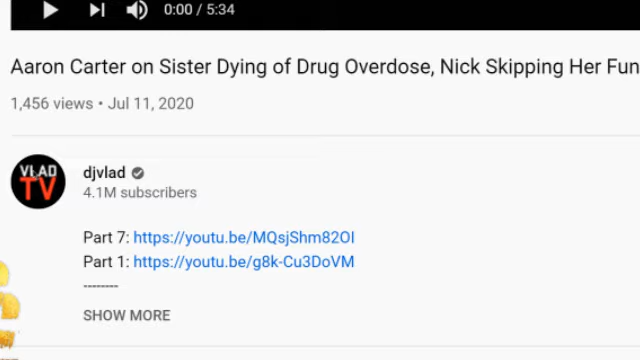 0:00 / 5:34
Aaron Carter on Sister Dying of Drug Overdose, Nick Skipping Her Fun
1,456 views • Jul 11, 2020
VLAD
TV
djvlad
4.1M subscribers
Part 7: https://youtu.be/MQsjShm82OI
Part 1: https://youtu.be/g8k-Cu3DoVM
--------
SHOW MORE